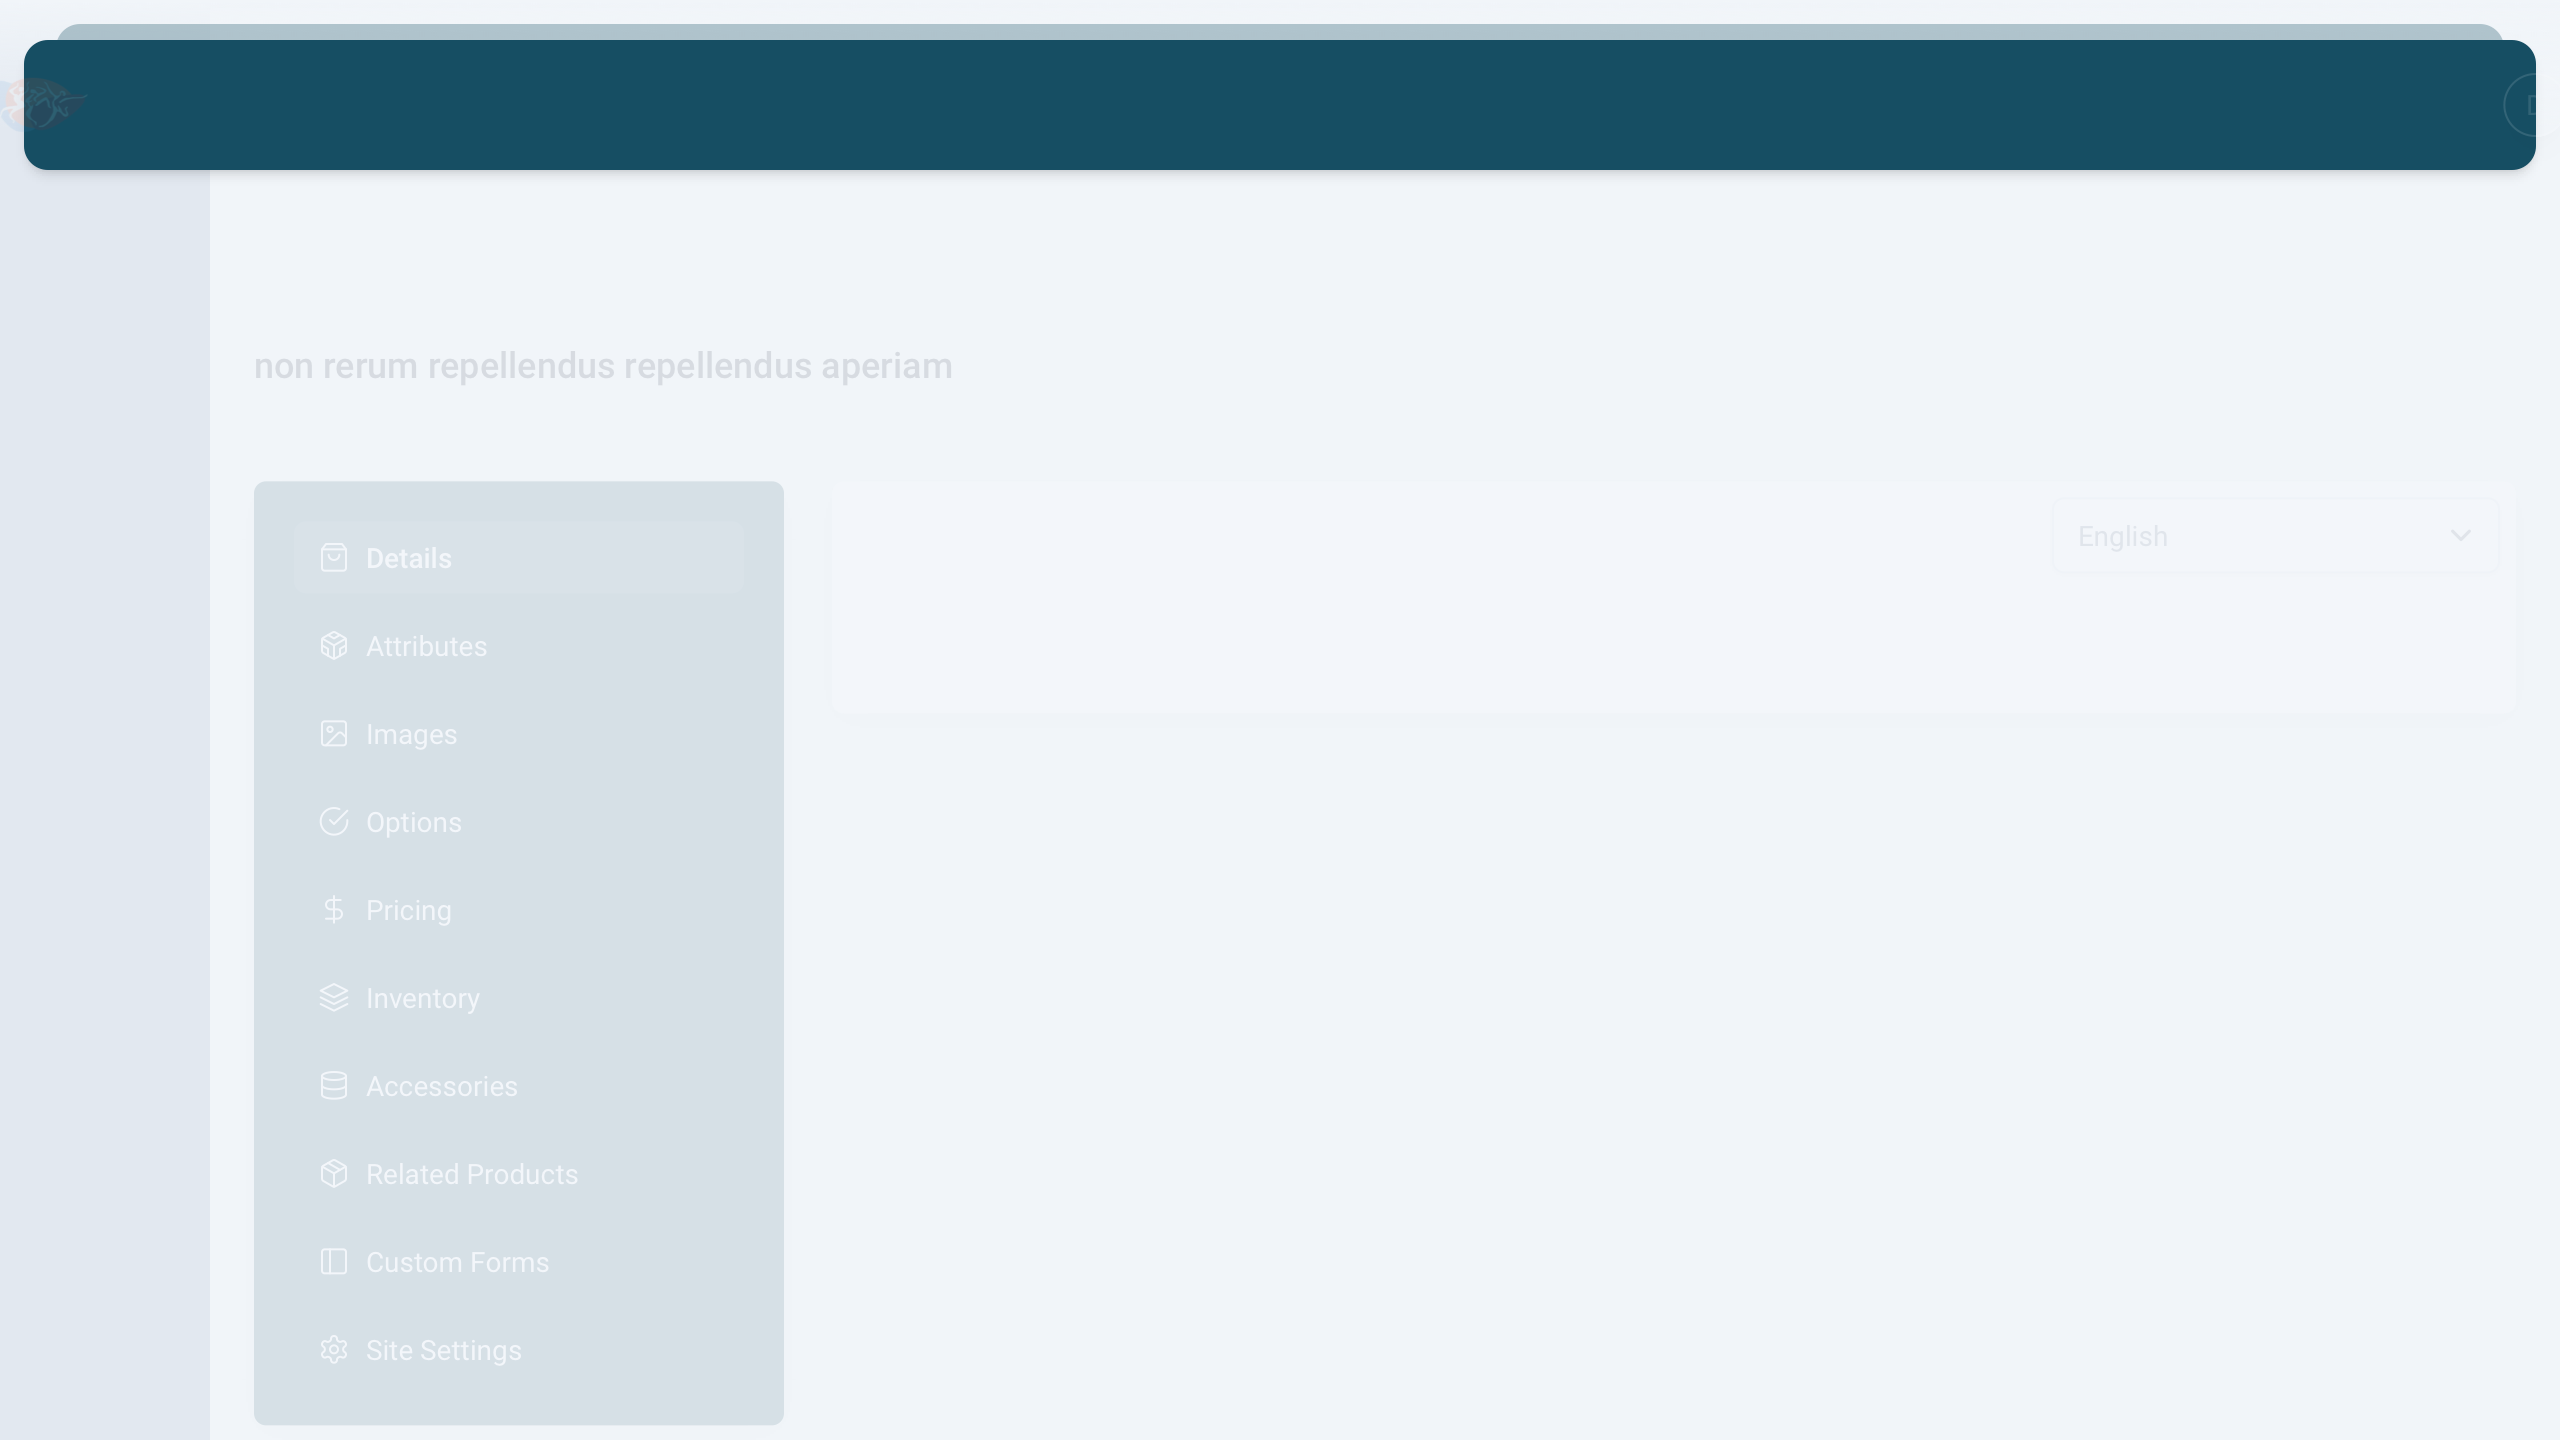 non rerum repellendus repellendus aperiam
English
Details
Attributes
Images
Options
Pricing
Inventory
Accessories
Related Products
Custom Forms
Site Settings